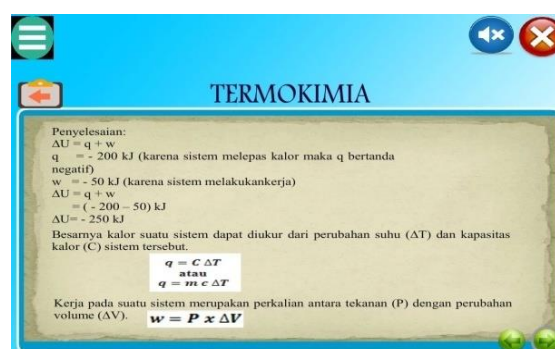 TERMOKIMIA
Penyelesaian:
ΔU = q + w
q = - 200 kJ (karena sistem melepas kalor maka q bertanda
negatif)
w = - 50 kJ (karena sistem melakukankerja)
ΔU = q + w
= ( - 200 – 50) kJ
ΔU= - 250 kJ
Besarnya kalor suatu sistem dapat diukur dari perubahan suhu (ΔT) dan kapasitas
kalor (C) sistem tersebut.
q = C ΔT
atau
q = m c ΔT
Kerja pada suatu sistem merupakan perkalian antara tekanan (P) dengan perubahan
volume (ΔV). w = P x ΔV